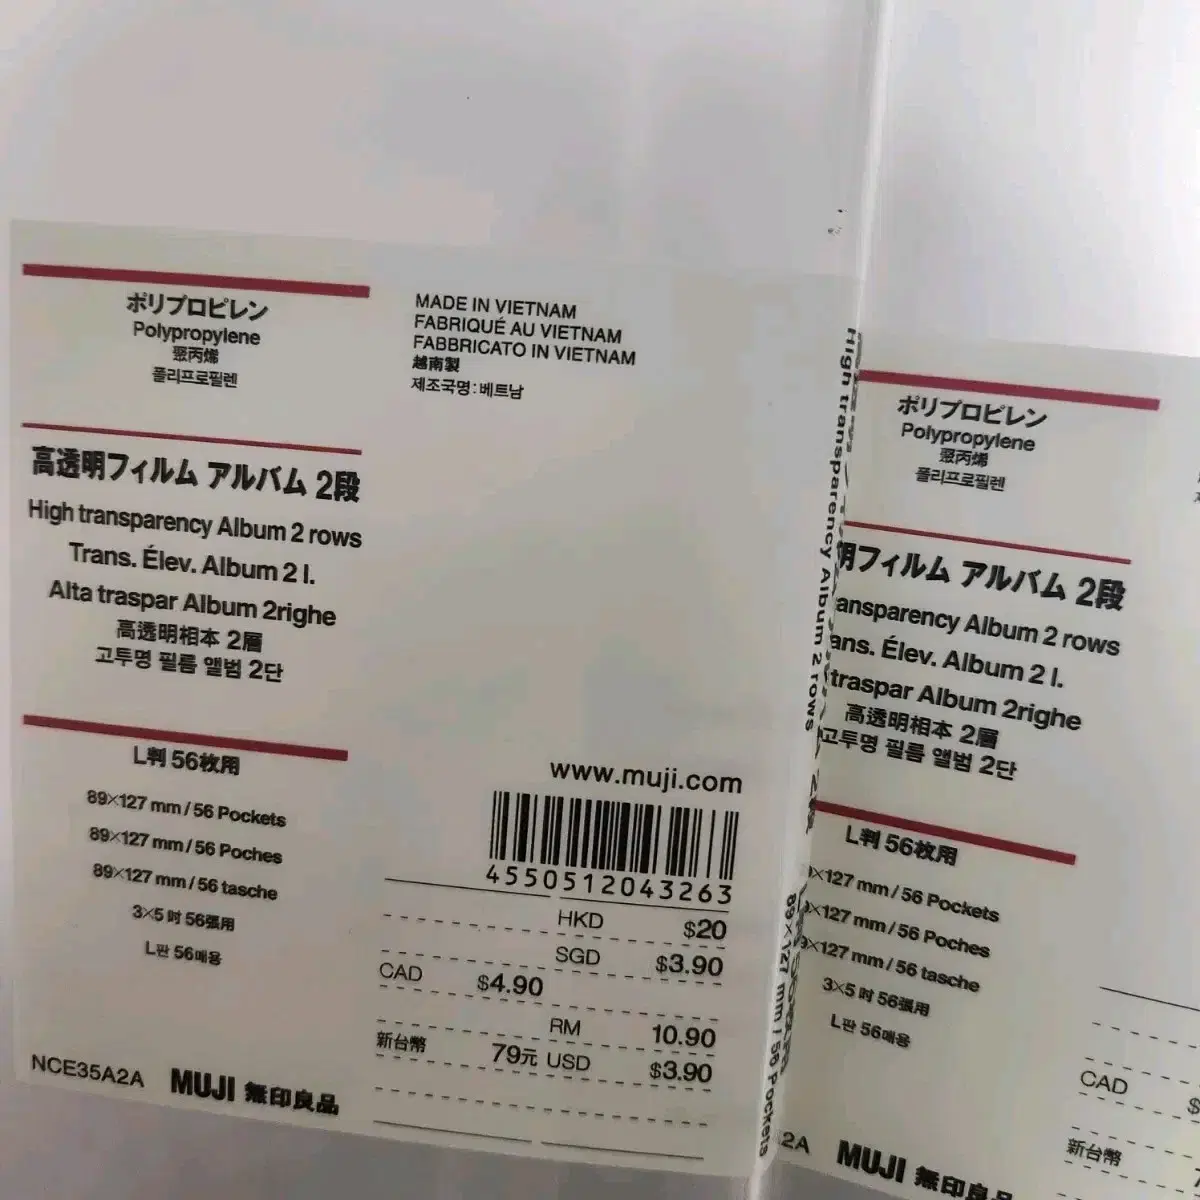 ポリプロピレン
Polypropylene
聚丙烯
폴리프로필렌
高透明フィルム アルバム 2段
High transparency Album 2 rows
Trans. Élev. Album 2 l.
Alta traspar Album 2righe
高透明相本 2層
고투명 필름 앨범 2단
L判 56枚用
89×127 mm / 56 Pockets
89×127 mm / 56 Poches
89×127 mm / 56 tasche
3×5 吋 56張用
L판 56매용
NCE35A2A MUJI 無印良品
MADE IN VIETNAM
FABRIQUÉ AU VIETNAM
FABBRICATO IN VIETNAM
越南製
제조국명:베트남
www.muji.com
4550512043263
HKD $20
SGD $3.90
CAD $4.90
RM 10.90
新台幣 79元 USD $3.90
High transparency Album 2 rows
89×127 mm / 56 Pockets
ポリプロピレン
Polypropylene
聚丙烯
폴리프로필렌
明フィルム アルバム 2段
ansparency Album 2 rows
ans. Élev. Album 2 l.
traspar Album 2righe
高透明相本 2層
고투명 필름 앨범 2단
L判 56枚用
×127 mm / 56 Pockets
×127 mm / 56 Poches
×127 mm / 56 tasche
3×5 吋 56張用
L판 56매용
2A MUJI 無印良品
CAD $
新台幣